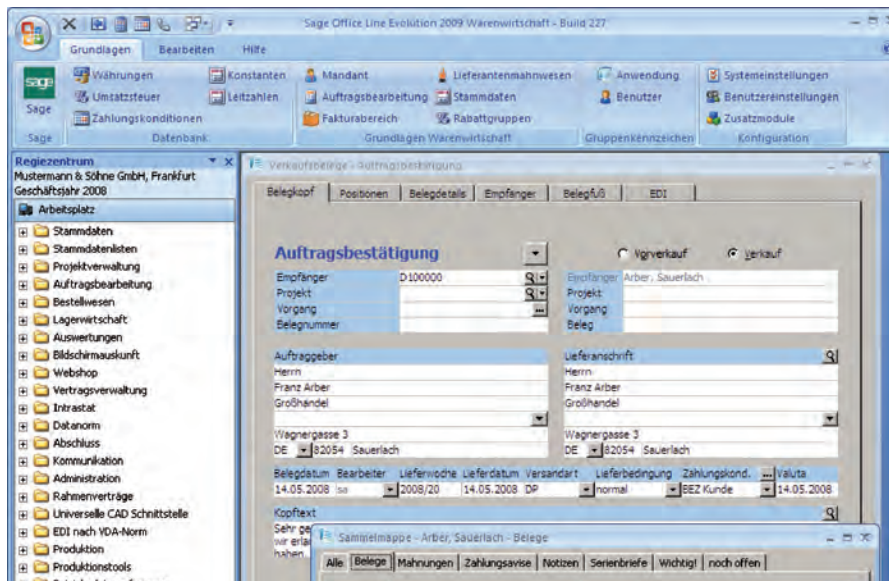 Sage Office Line Evolution 2009 Warenwirtschaft - Build 227
Grundlagen Bearbeiten Hilfe
sage Währungen Konstanten Mandant Lieferantenmahnwesen Anwendung Systemeinstellungen
Sage Umsatzsteuer Leitzahlen Auftragsbearbeitung Stammdaten Benutzer Benutzereinstellungen
Zahlungskonditionen Fakturabereich Rabattgruppen Zusatzmodule
Sage Datenbank Grundlagen Warenwirtschaft Gruppenkennzeichen Konfiguration
Regiezentrum
Mustermann & Söhne GmbH, Frankfurt
Geschäftsjahr 2008
Arbeitsplatz
Stammdaten
Stammdatenlisten
Projektverwaltung
Auftragsbearbeitung
Bestellwesen
Lagerwirtschaft
Auswertungen
Bildschirmauskunft
Webshop
Vertragsverwaltung
Intrastat
Datanorm
Abschluss
Kommunikation
Administration
Rahmenverträge
Universelle CAD Schnittstelle
EDI nach VDA-Norm
Produktion
Produktionstools
Verkaufsbelege - Auftragsbestätigung
Belegkopf Positionen Belegdetails Empfänger Belegfuß EDI
Auftragsbestätigung Vorverkauf Verkauf
Empfänger D100000 Empfänger Arber, Sauerlach
Projekt Projekt
Vorgang ... Vorgang
Belegnummer Beleg
Auftraggeber Lieferanschrift
Herrn Herrn
Franz Arber Franz Arber
Großhandel Großhandel
Wagnergasse 3 Wagnergasse 3
DE 82054 Sauerlach DE 82054 Sauerlach
Belegdatum Bearbeiter Lieferwoche Lieferdatum Versandart Lieferbedingung Zahlungskond. ... Valuta
14.05.2008 sa 2008/20 14.05.2008 DP normal BEZ Kunde 14.05.2008
Kopftext
Sehr ge
wir erla
haben
Sammelmappe - Arber, Sauerlach - Belege
Alle Belege Mahnungen Zahlungsavise Notizen Serienbriefe Wichtig! noch offen